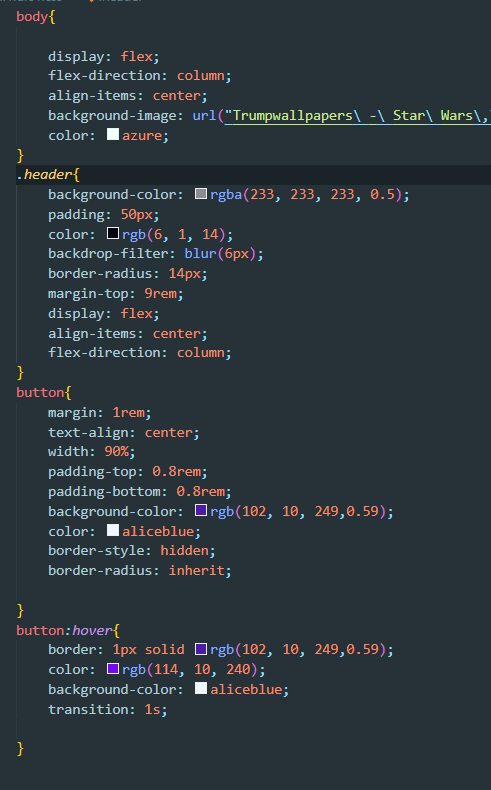 body{
display: flex;
flex-direction: column;
align-items: center;
background-image: url("Trumpwallpapers\ -\ Star\ Wars\,
color: azure;
}
.header{
background-color: rgba(233, 233, 233, 0.5);
padding: 50px;
color: rgb(6, 1, 14);
backdrop-filter: blur(6px);
border-radius: 14px;
margin-top: 9rem;
display: flex;
align-items: center;
flex-direction: column;
}
button{
margin: 1rem;
text-align: center;
width: 90%;
padding-top: 0.8rem;
padding-bottom: 0.8rem;
background-color: rgb(102, 10, 249,0.59);
color: aliceblue;
border-style: hidden;
border-radius: inherit;
}
button:hover{
border: 1px solid rgb(102, 10, 249,0.59);
color: rgb(114, 10, 240);
background-color: aliceblue;
transition: 1s;
}